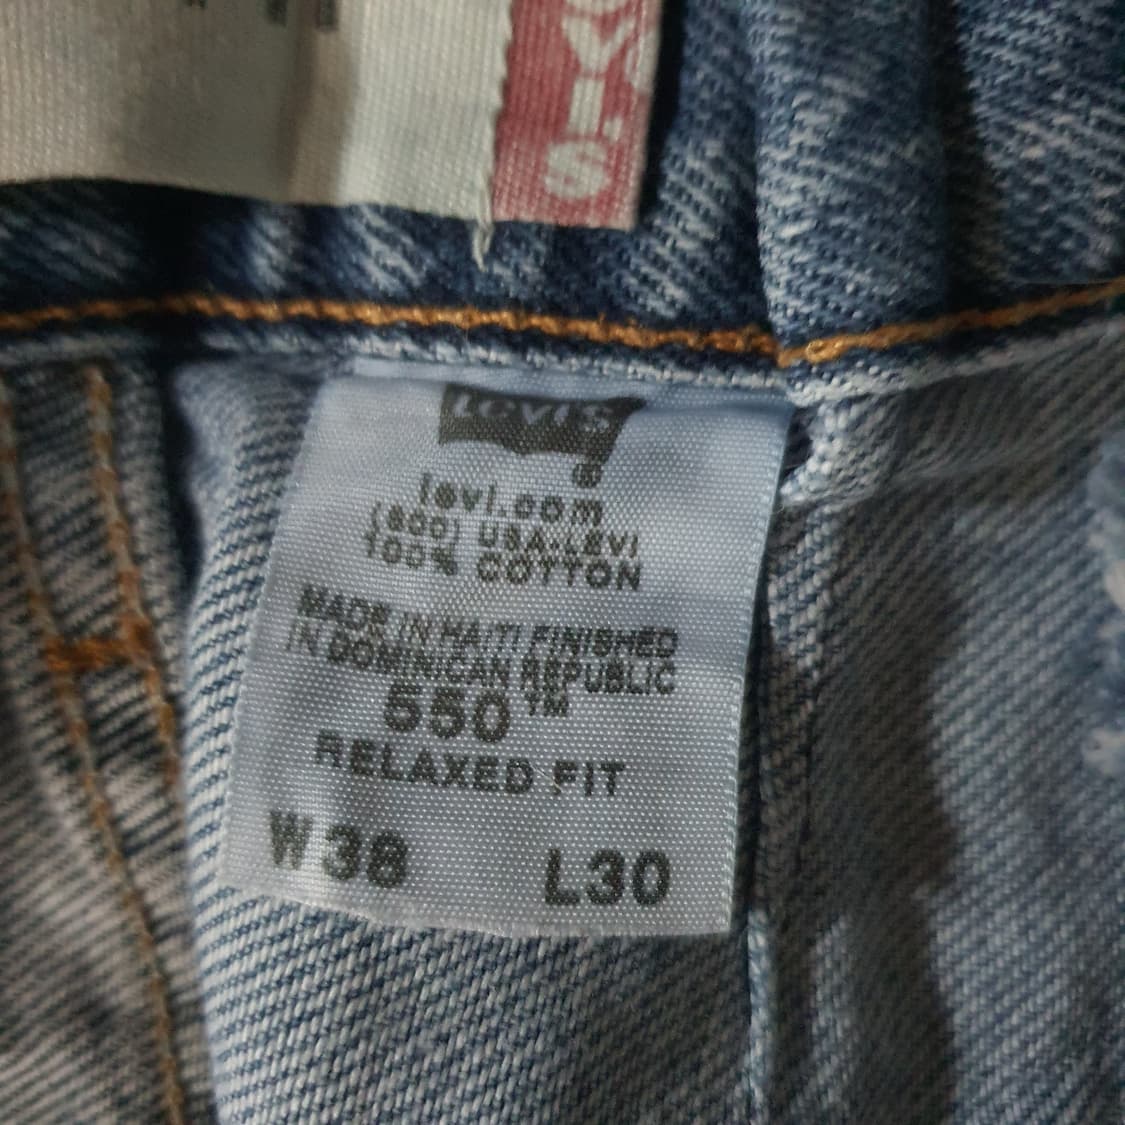 LEVI'S
LEVI'S
levi.com
(800) USA-LEVI
100% COTTON
MADE IN HAITI FINISHED
IN DOMINICAN REPUBLIC
550™
RELAXED FIT
W38 L30